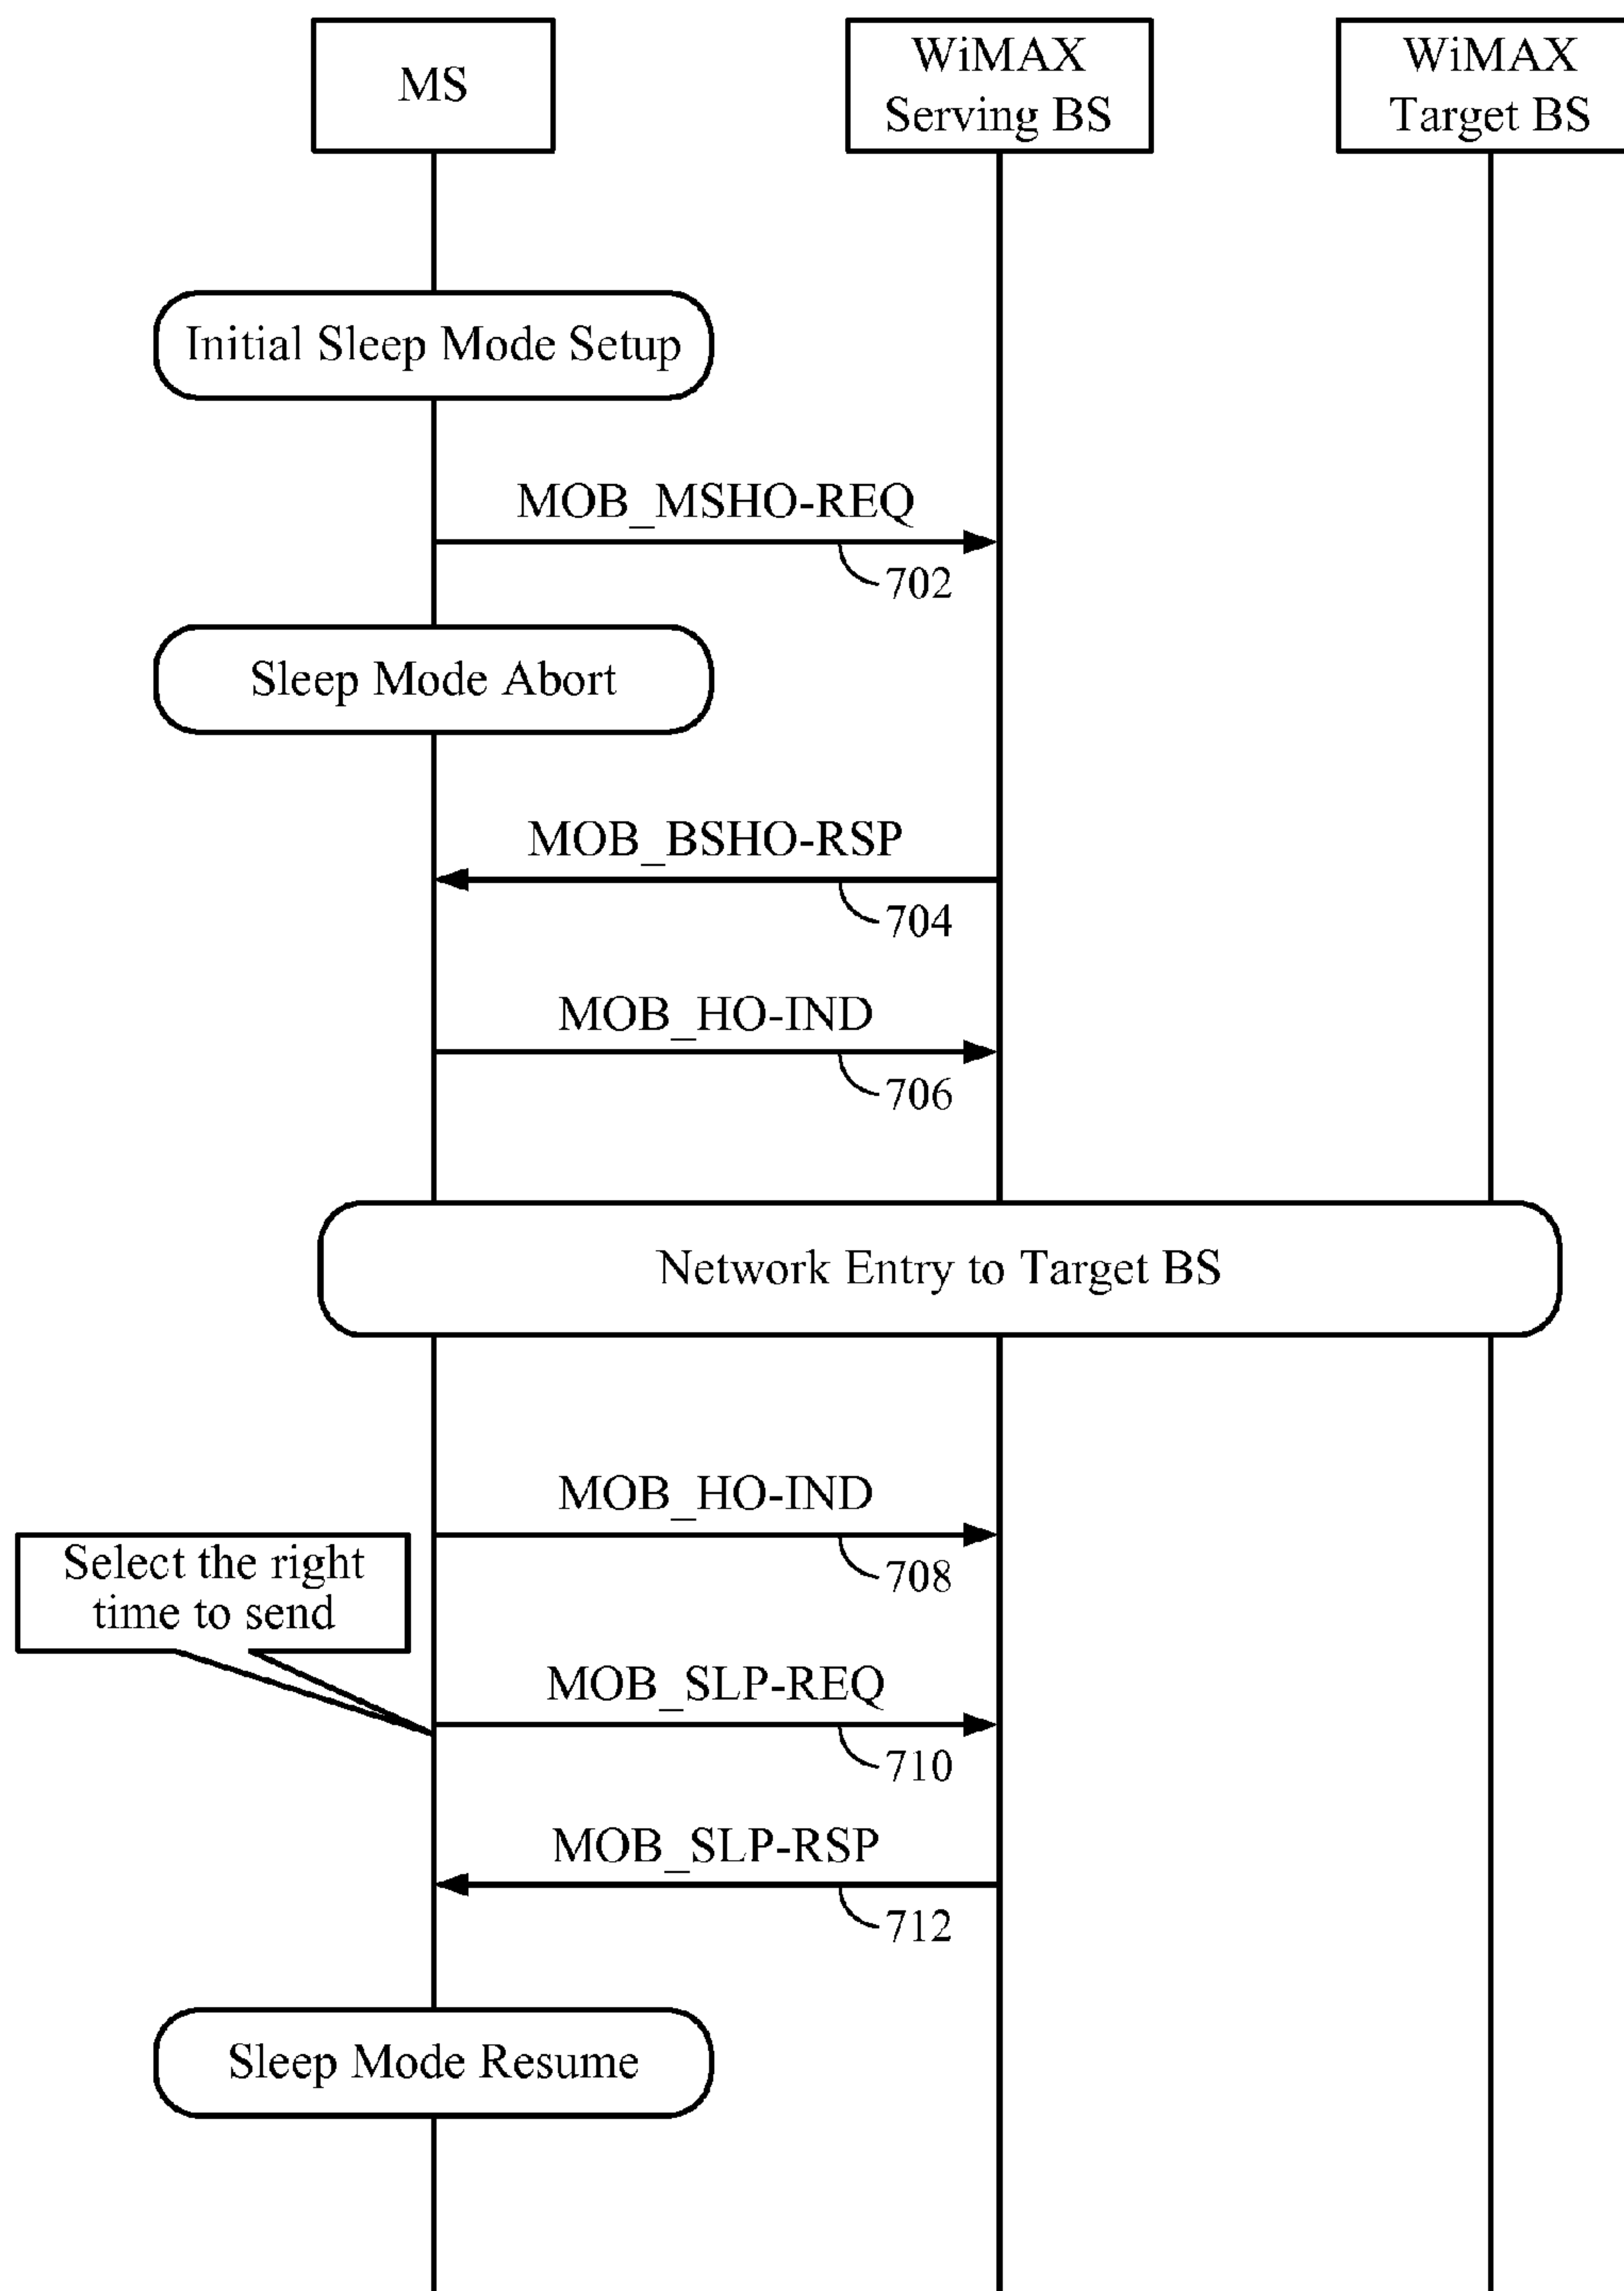 MS
WiMAX
Serving BS
WiMAX
Target BS
Initial Sleep Mode Setup
MOB_MSHO-REQ
702
Sleep Mode Abort
MOB_BSHO-RSP
704
MOB_HO-IND
706
Network Entry to Target BS
MOB_HO-IND
708
Select the right
time to send
MOB_SLP-REQ
710
MOB_SLP-RSP
712
Sleep Mode Resume